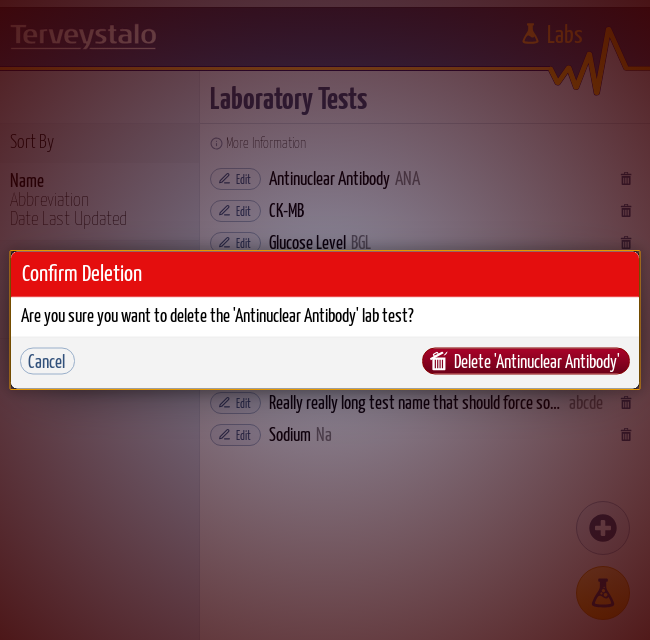 Terveystalo
Labs
Laboratory Tests
Sort By
More Information
Name
Abbreviation
Date Last Updated
Edit Antinuclear Antibody ANA
Edit CK-MB
Edit Glucose Level BGL
Confirm Deletion
Are you sure you want to delete the 'Antinuclear Antibody' lab test?
Cancel
Delete 'Antinuclear Antibody'
Edit Really really long test name that should force so... abcde
Edit Sodium Na